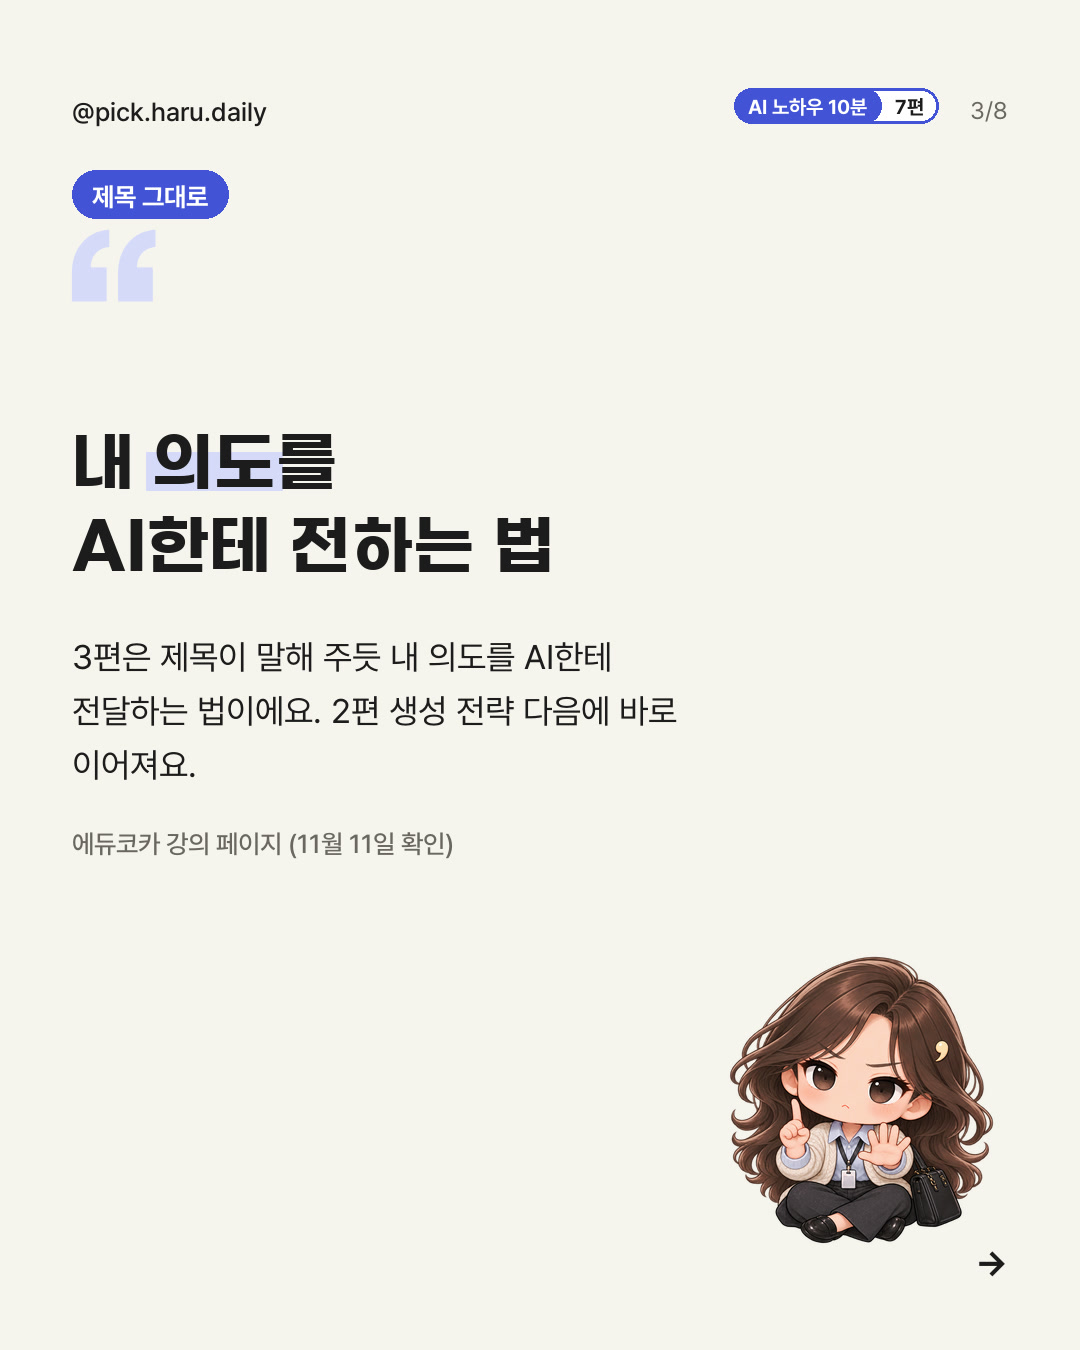 @pick.haru.daily
AI 노하우 10분 7편 3/8
제목 그대로
“
내 의도를
AI한테 전하는 법
3편은 제목이 말해 주듯 내 의도를 AI한테
전달하는 법이에요. 2편 생성 전략 다음에 바로
이어져요.
에듀코카 강의 페이지 (11월 11일 확인)
→